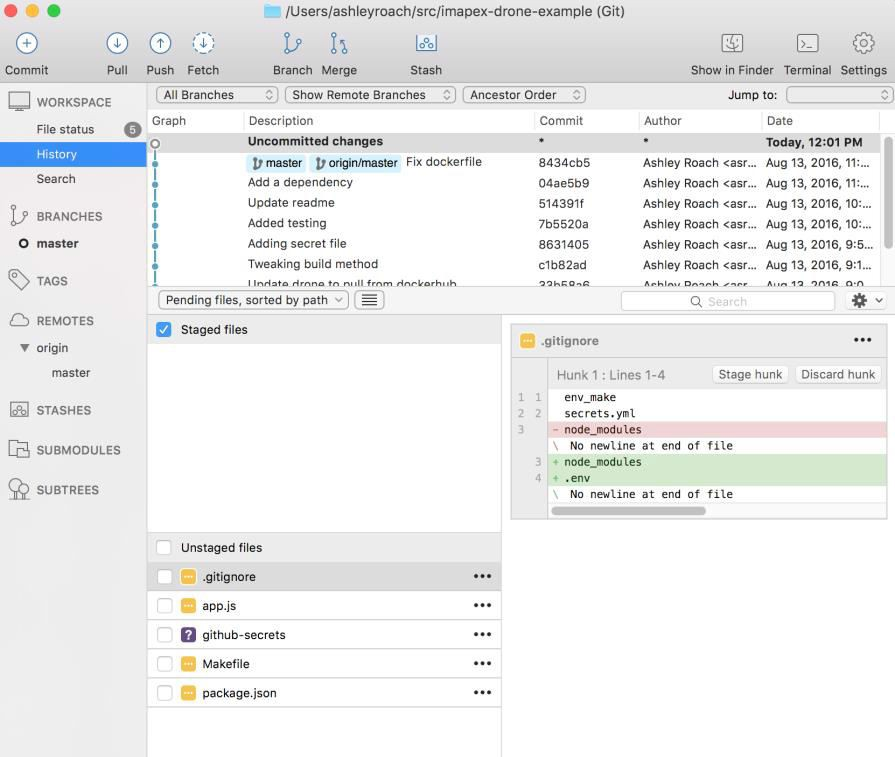 /Users/ashleyroach/src/imapex-drone-example (Git)
Commit Pull Push Fetch Branch Merge Stash Show in Finder Terminal Settings
WORKSPACE
File status 5
History
Search
BRANCHES
master
TAGS
REMOTES
origin
master
STASHES
SUBMODULES
SUBTREES
All Branches Show Remote Branches Ancestor Order Jump to:
Graph Description Commit Author Date
Uncommitted changes * * Today, 12:01 PM
master origin/master Fix dockerfile 8434cb5 Ashley Roach <asr... Aug 13, 2016, 11:...
Add a dependency 04ae5b9 Ashley Roach <asr... Aug 13, 2016, 11:...
Update readme 514391f Ashley Roach <asr... Aug 13, 2016, 10:...
Added testing 7b5520a Ashley Roach <asr... Aug 13, 2016, 10:...
Adding secret file 8631405 Ashley Roach <asr... Aug 13, 2016, 9:5...
Tweaking build method c1b82ad Ashley Roach <asr... Aug 13, 2016, 9:1...
Update drone to pull from dockerhub 33b58a6 Ashley Roach <asr... Aug 13, 2016, 9:0...
Pending files, sorted by path Search
Staged files
Unstaged files
.gitignore •••
app.js •••
? github-secrets •••
Makefile •••
package.json •••
.gitignore •••
Hunk 1 : Lines 1-4 Stage hunk Discard hunk
1 1 env_make
2 2 secrets.yml
3 - node_modules
\ No newline at end of file
3 + node_modules
4 + .env
\ No newline at end of file